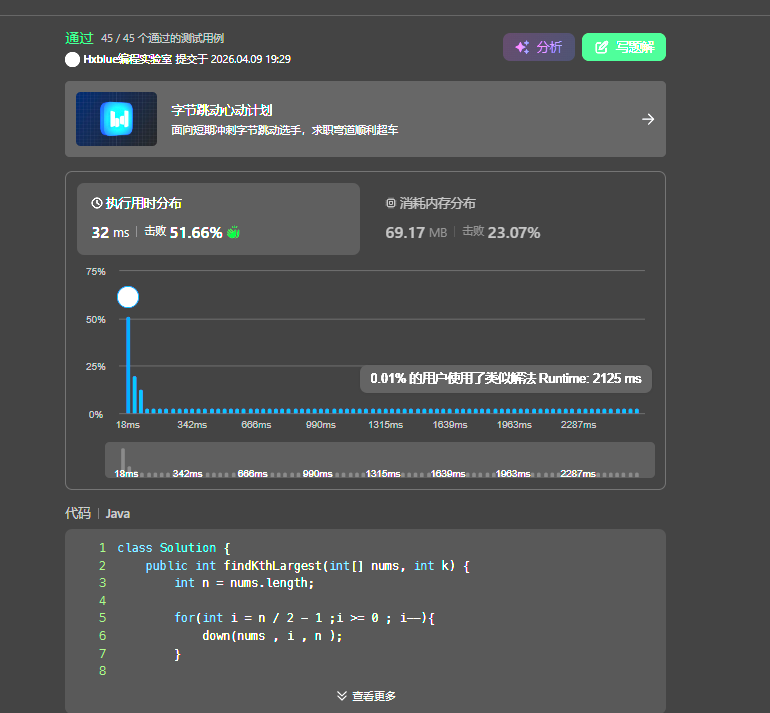 通过 45 / 45 个通过的测试用例
Hxblue编程实验室 提交于 2026.04.09 19:29
分析
写题解
字节跳动心动计划
面向短期冲刺字节跳动选手，求职弯道顺利超车
执行用时分布
32 ms 击败 51.66%
消耗内存分布
69.17 MB 击败 23.07%
75%
50%
25%
0%
0.01% 的用户使用了类似解法 Runtime: 2125 ms
18ms 342ms 666ms 990ms 1315ms 1639ms 1963ms 2287ms
18ms 342ms 666ms 990ms 1315ms 1639ms 1963ms 2287ms
代码 Java
1 class Solution {
2 public int findKthLargest(int[] nums, int k) {
3 int n = nums.length;
4
5 for(int i = n / 2 - 1 ;i >= 0 ; i--){
6 down(nums , i , n );
7 }
8
查看更多